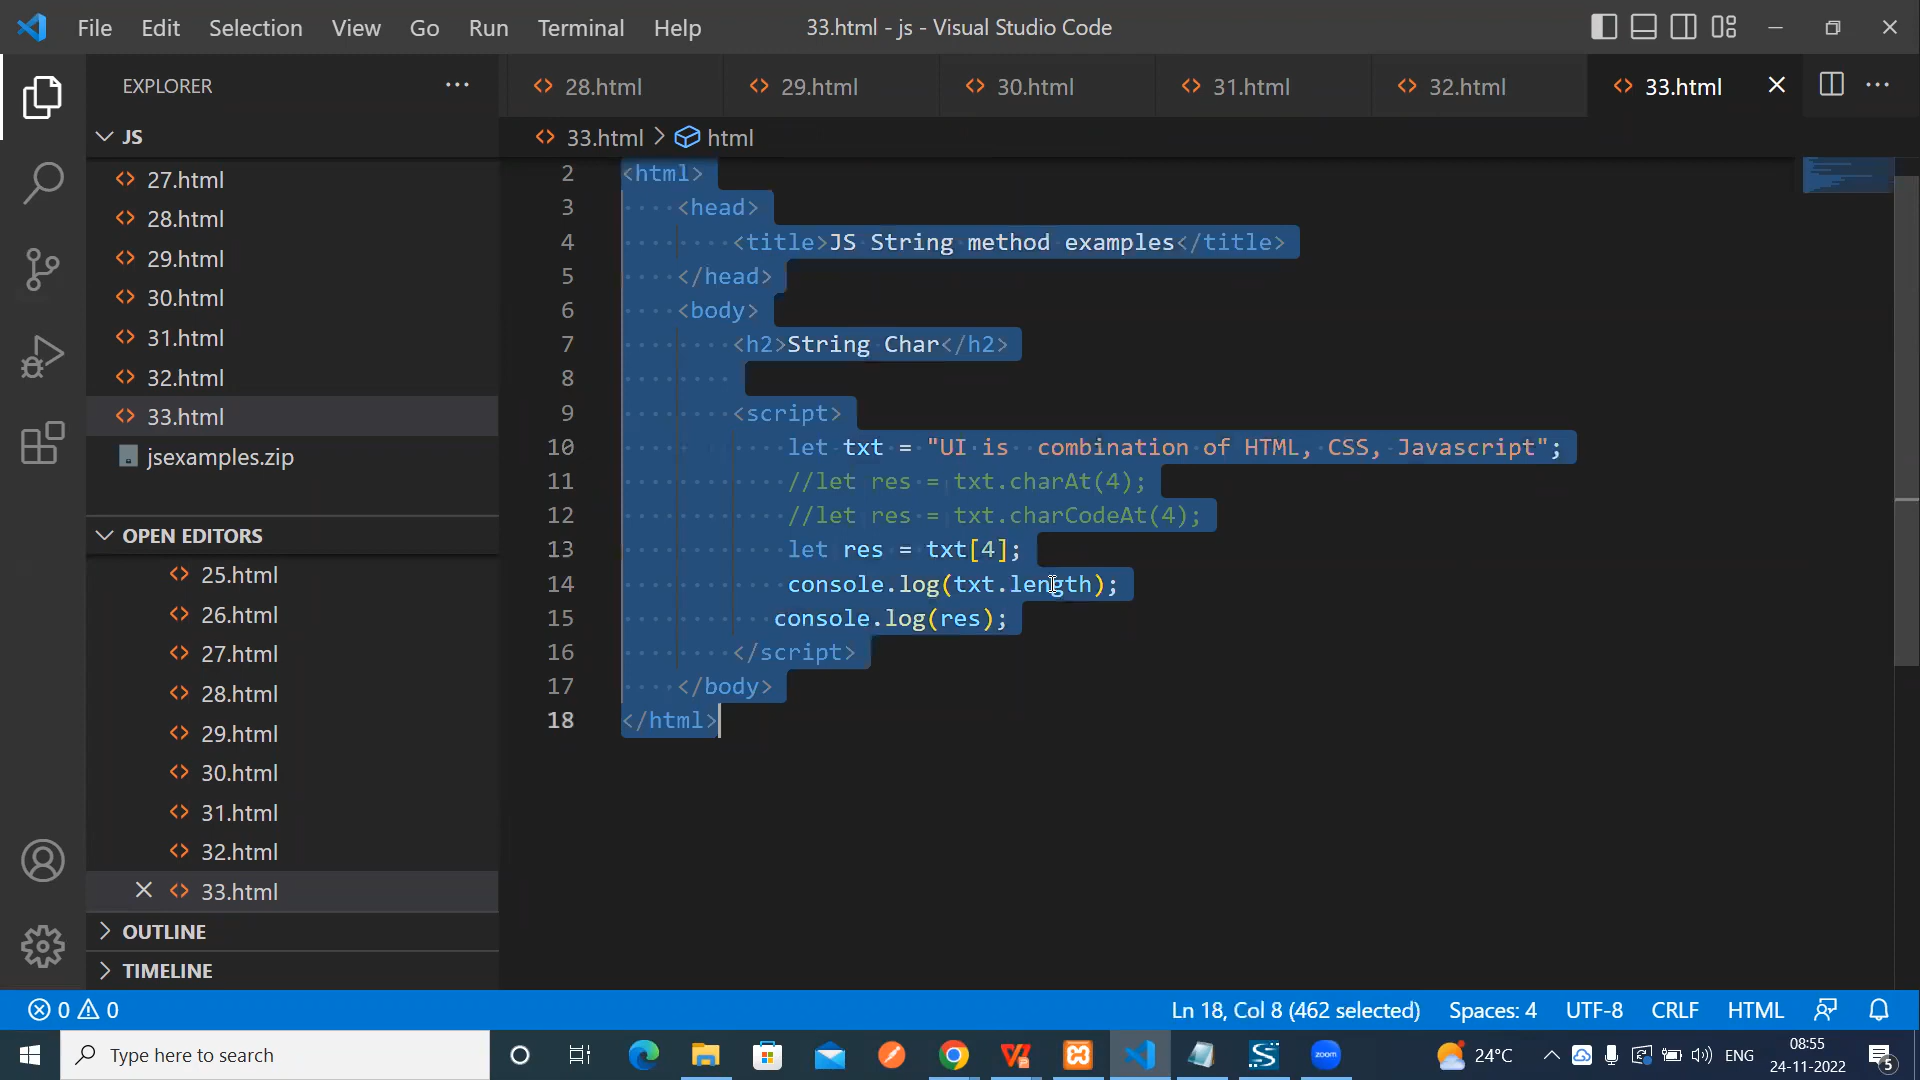 File Edit Selection View Go Run Terminal Help 33.html - js - Visual Studio Code
EXPLORER
JS
27.html
28.html
29.html
30.html
31.html
32.html
33.html
jsexamples.zip
OPEN EDITORS
25.html
26.html
27.html
28.html
29.html
30.html
31.html
32.html
33.html
OUTLINE
TIMELINE
28.html 29.html 30.html 31.html 32.html 33.html
33.html > html
2 <html>
3 <head>
4 <title>JS String method examples</title>
5 </head>
6 <body>
7 <h2>String Char</h2>
8
9 <script>
10 let txt = "UI is  combination of HTML, CSS, Javascript";
11 //let res = txt.charAt(4);
12 //let res = txt.charCodeAt(4);
13 let res = txt[4];
14 console.log(txt.length);
15 console.log(res);
16 </script>
17 </body>
18 </html>
0 0 Ln 18, Col 8 (462 selected) Spaces: 4 UTF-8 CRLF HTML
Type here to search zoom 24°C ENG 08:55
24-11-2022 5